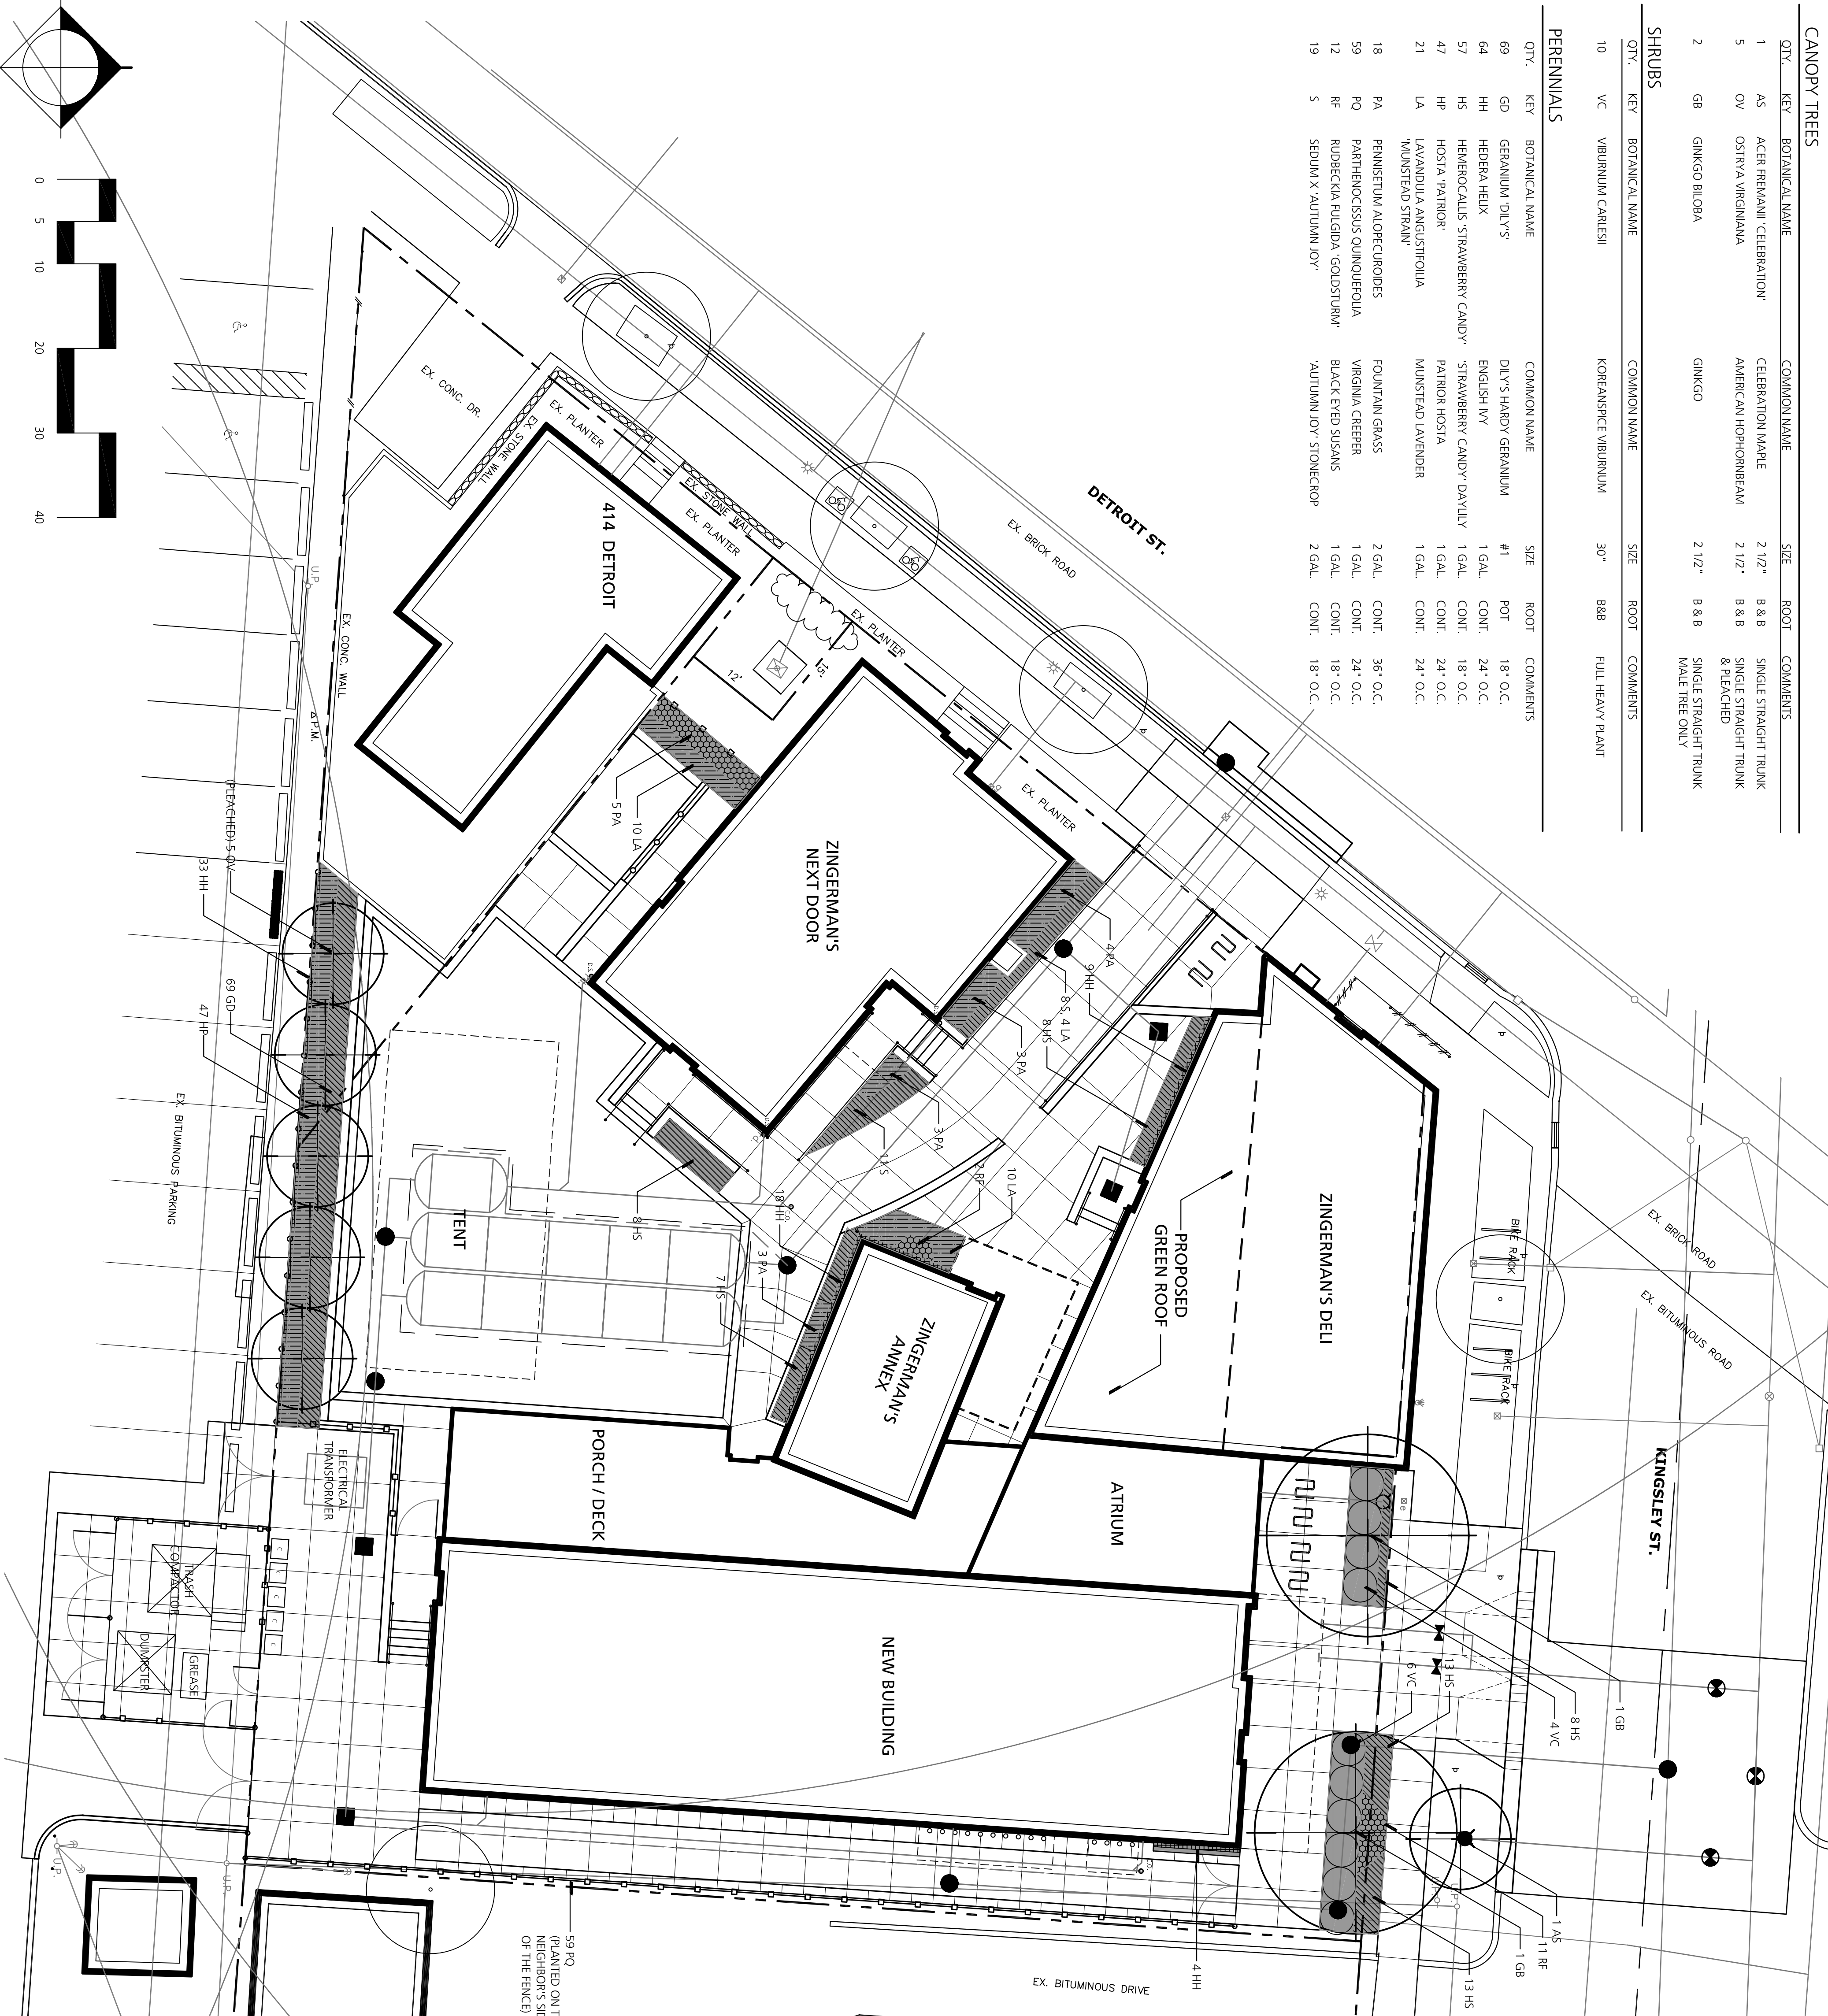 CANOPY TREES
QTY. KEY BOTANICAL NAME COMMON NAME SIZE ROOT COMMENTS
1 AS ACER FREMANII 'CELEBRATION' CELEBRATION MAPLE 2 1/2" B & B SINGLE STRAIGHT TRUNK
5 OV OSTRYA VIRGINIANA AMERICAN HOPHORNBEAM 2 1/2" B & B SINGLE STRAIGHT TRUNK
& PLEACHED
2 GB GINKGO BILOBA GINKGO 2 1/2" B & B SINGLE STRAIGHT TRUNK
MALE TREE ONLY
SHRUBS
QTY. KEY BOTANICAL NAME COMMON NAME SIZE ROOT COMMENTS
10 VC VIBURNUM CARLESII KOREANSPICE VIBURNUM 30" B&B FULL HEAVY PLANT
PERENNIALS
QTY. KEY BOTANICAL NAME COMMON NAME SIZE ROOT COMMENTS
69 GD GERANIUM 'DILY'S' DILY'S HARDY GERANIUM #1 POT 18" O.C.
64 HH HEDERA HELIX ENGLISH IVY 1 GAL. CONT. 24" O.C.
57 HS HEMEROCALLIS 'STRAWBERRY CANDY' 'STRAWBERRY CANDY' DAYLILY 1 GAL. CONT. 18" O.C.
47 HP HOSTA 'PATRIOR' PATRIOR HOSTA 1 GAL. CONT. 24" O.C.
21 LA LAVANDULA ANGUSTIFOILIA MUNSTEAD LAVENDER 1 GAL. CONT. 24" O.C.
'MUNSTEAD STRAIN'
18 PA PENNISETUM ALOPECUROIDES FOUNTAIN GRASS 2 GAL. CONT. 36" O.C.
59 PQ PARTHENOCISSUS QUINQUEFOLIA VIRGINIA CREEPER 1 GAL. CONT. 24" O.C.
12 RF RUDBECKIA FULGIDA 'GOLDSTURM' BLACK EYED SUSANS 1 GAL. CONT. 18" O.C.
19 S SEDUM X 'AUTUMN JOY' 'AUTUMN JOY' STONECROP 2 GAL. CONT. 18" O.C.
0
5
10
20
30
40
DETROIT ST.
EX. BRICK ROAD
EX. CONC. DR.
EX. PLANTER
EX. STONE WALL
EX. STONE WALL
EX. PLANTER
EX. PLANTER
EX. PLANTER
414 DETROIT
EX. CONC. WALL
P.M.
U.P.
12'
15'
5 PA
10 LA
ZINGERMAN'S
NEXT DOOR
4 PA
9 HH
8 S, 4 LA
8 HS
3 PA
3 PA
11 S
2 RF
10 LA
18 HH
3 PA
8 HS
7 HS
(PLEACHED) 5 OV
33 HH
69 GD
47 HP
EX. BITUMINOUS PARKING
TENT
ZINGERMAN'S DELI
PROPOSED
GREEN ROOF
ZINGERMAN'S
ANNEX
BIKE RACK
BIKE RACK
EX. BRICK ROAD
EX. BITUMINOUS ROAD
KINGSLEY ST.
PORCH / DECK
ATRIUM
ELECTRICAL
TRANSFORMER
TRASH
COMPACTOR
DUMPSTER
GREASE
C
C
C
C
C
NEW BUILDING
13 HS
6 VC
1 GB
8 HS
4 VC
1 AS
11 RF
1 GB
13 HS
4 HH
59 PQ
(PLANTED ON T
NEIGHBOR'S SID
OF THE FENCE)
EX. BITUMINOUS DRIVE
U.P.
U.P.